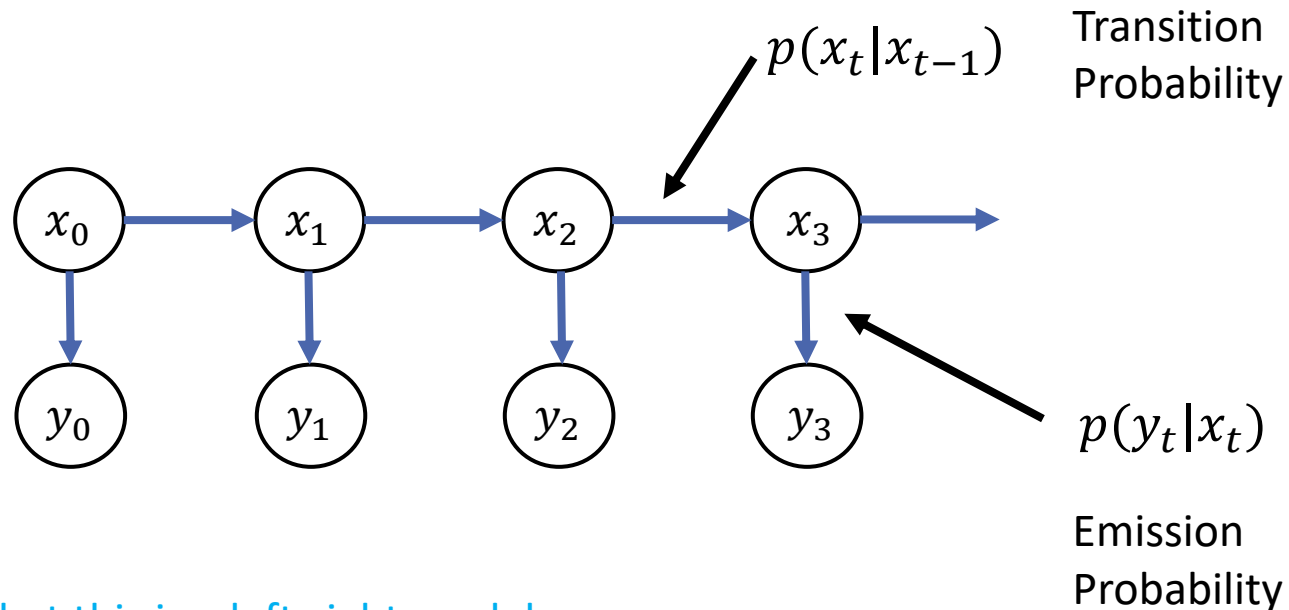 p(x_t|x_{t−1})
Transition
Probability
x_0 x_1 x_2 x_3
y_0 y_1 y_2 y_3
p(y_t|x_t)
Emission
Probability